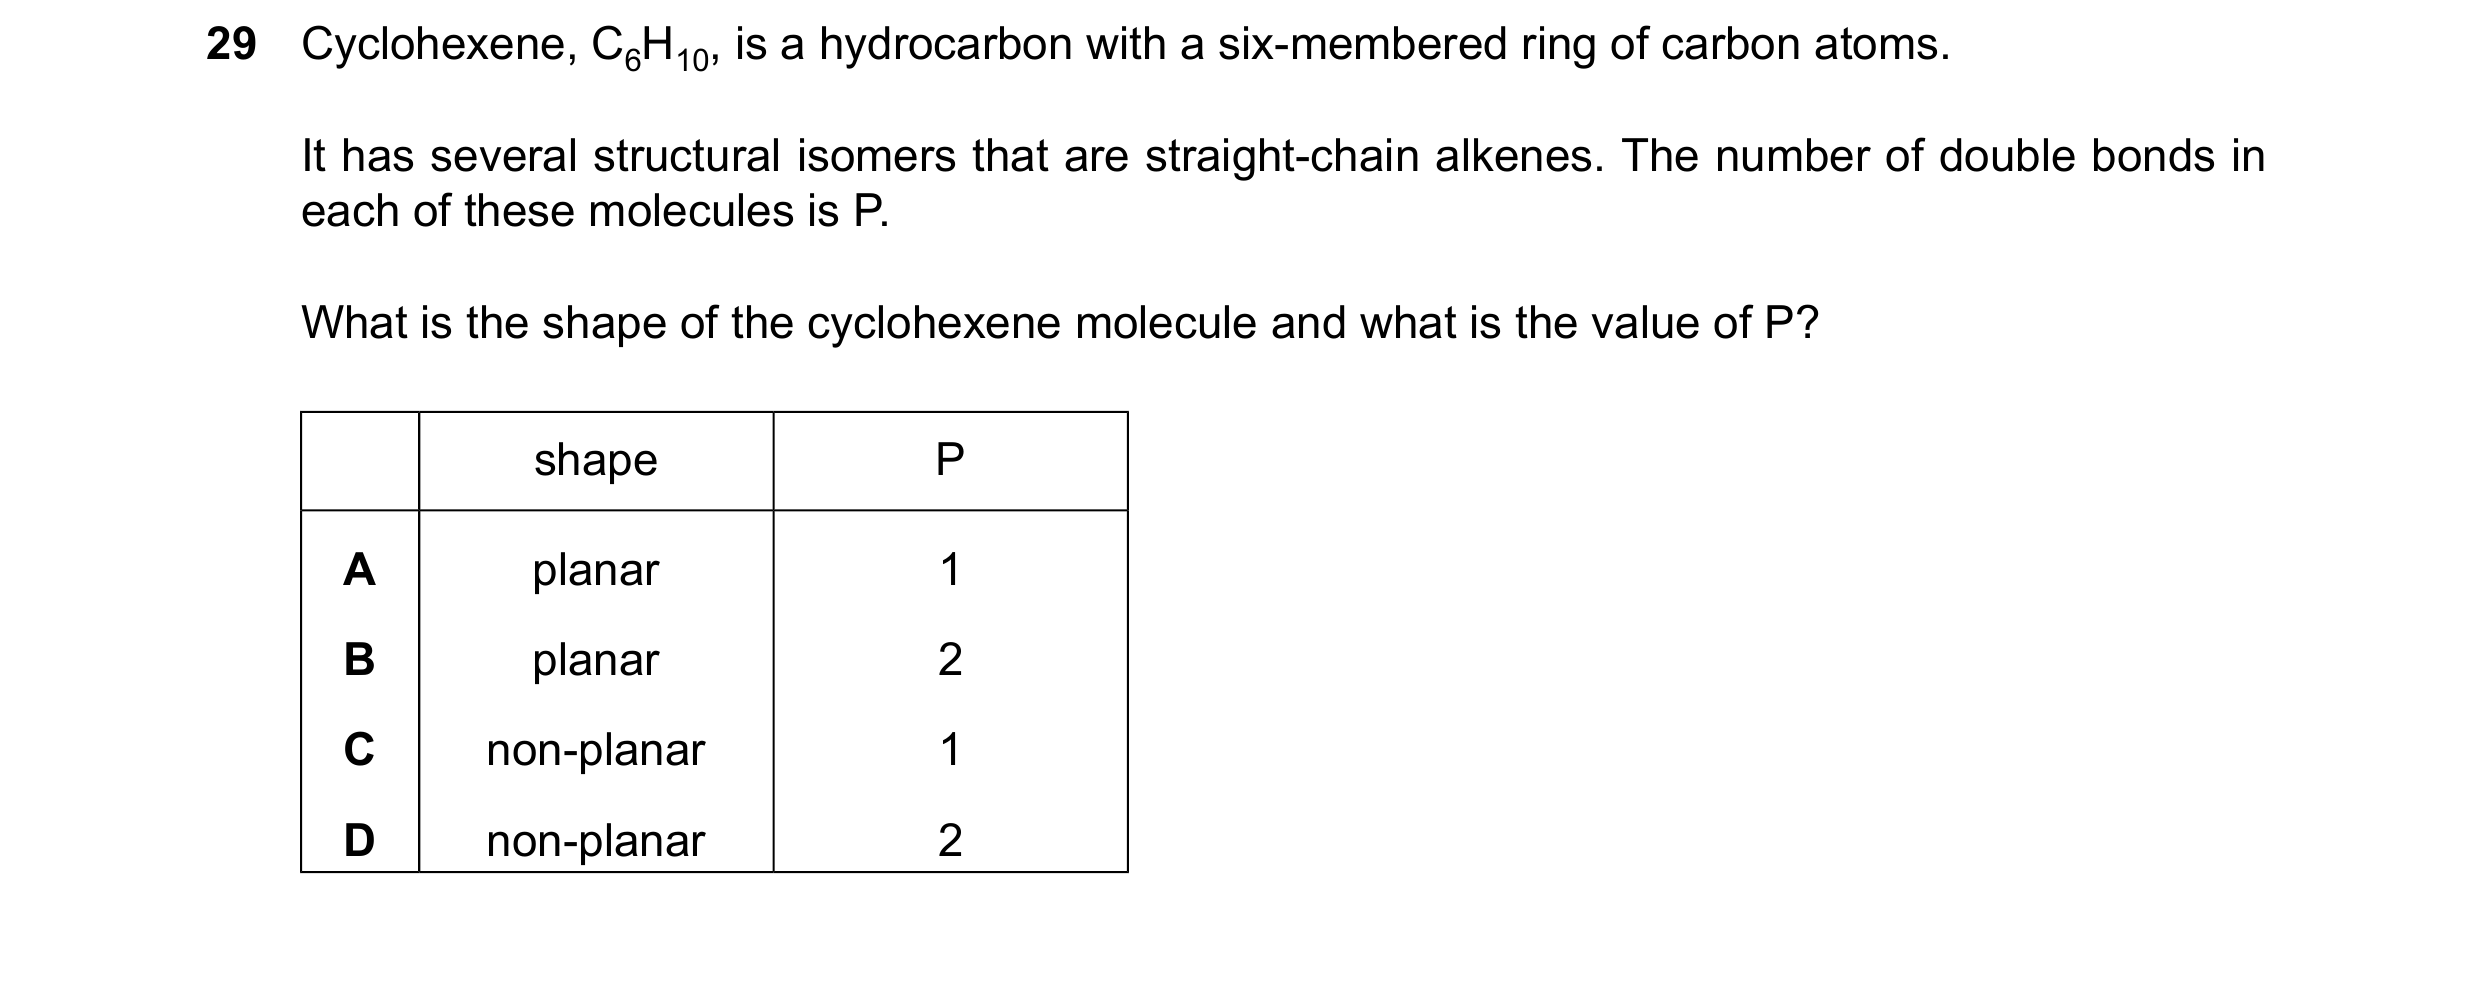 29 Cyclohexene, C₆H₁₀, is a hydrocarbon with a six-membered ring of carbon atoms.
It has several structural isomers that are straight-chain alkenes. The number of double bonds in
each of these molecules is P.
What is the shape of the cyclohexene molecule and what is the value of P?
shape P
A planar 1
B planar 2
C non-planar 1
D non-planar 2